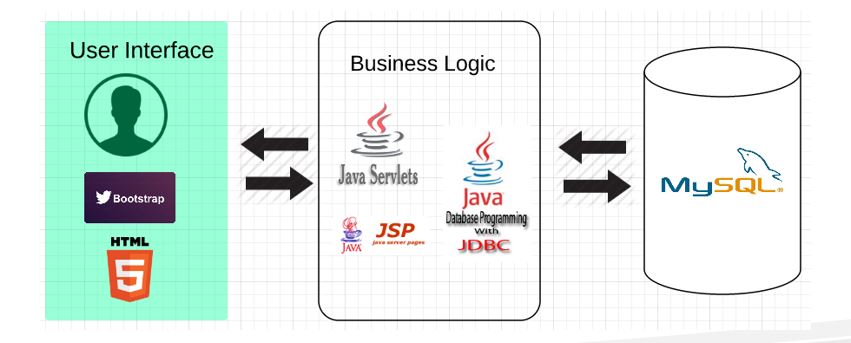 User Interface
Bootstrap
HTML
5
Business Logic
Java Servlets
JAVA
JSP
java server pages
Java
Database Programming
with
JDBC
MySQL®